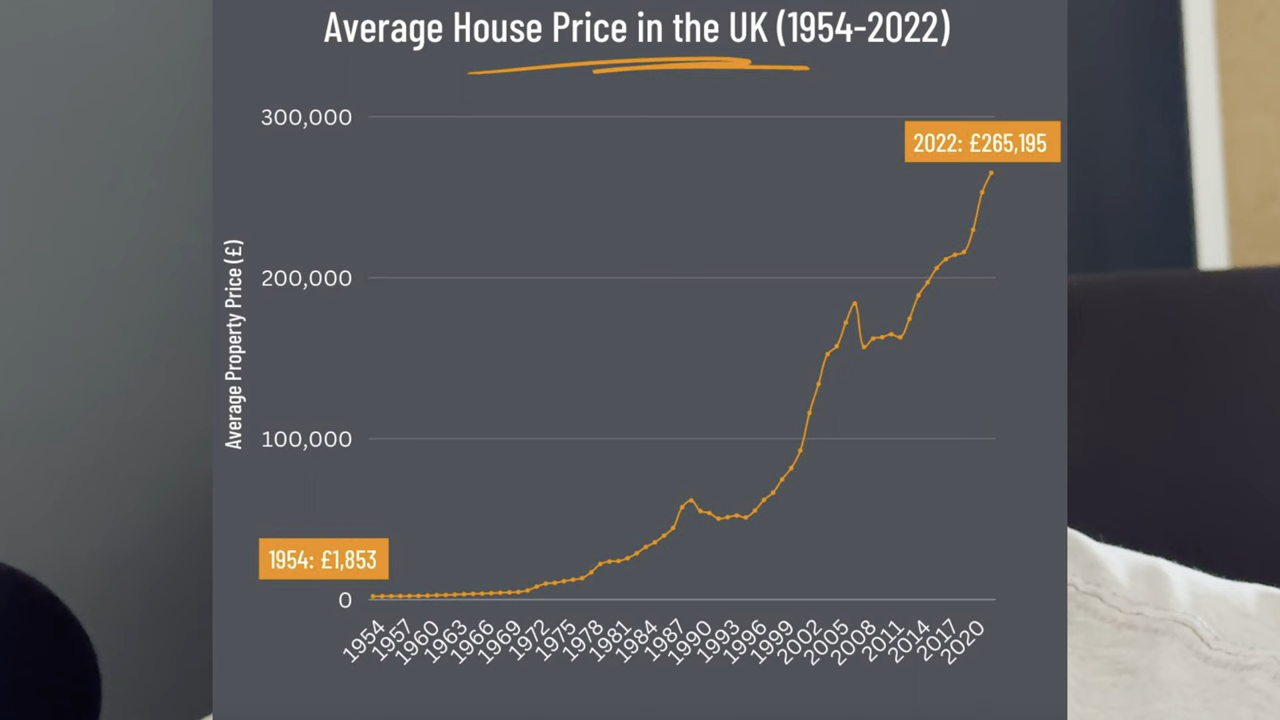 Average House Price in the UK (1954-2022)
300,000
2022: £265,195
200,000
Average Property Price (£)
100,000
1954: £1,853
0
1954 1957 1960 1963 1966 1969 1972 1975 1978 1981 1984 1987 1990 1993 1996 1999 2002 2005 2008 2011 2014 2017 2020